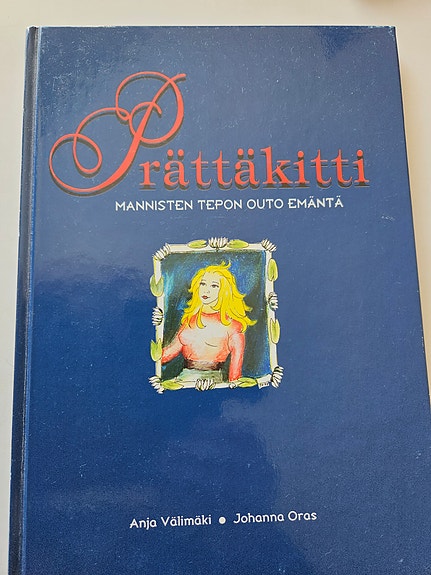 Prättäkitti
MANNISTEN TEPON OUTO EMÄNTÄ
Anja Välimäki ● Johanna Oras